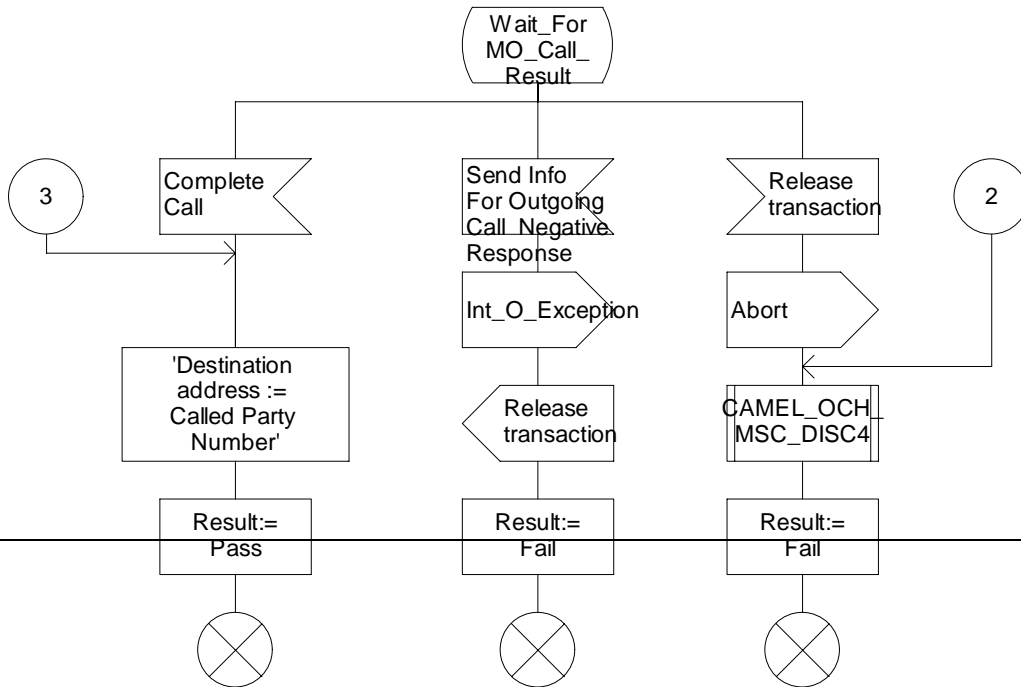 Wait_For
MO_Call_
Result
3
Complete
Call
Send Info
For Outgoing
Call Negative
Response
Release
transaction
2
Int_O_Exception
Abort
'Destination
address :=
Called Party
Number'
Release
transaction
CAMEL_OCH_
MSC_DISC4
Result:=
Pass
Result:=
Fail
Result:=
Fail